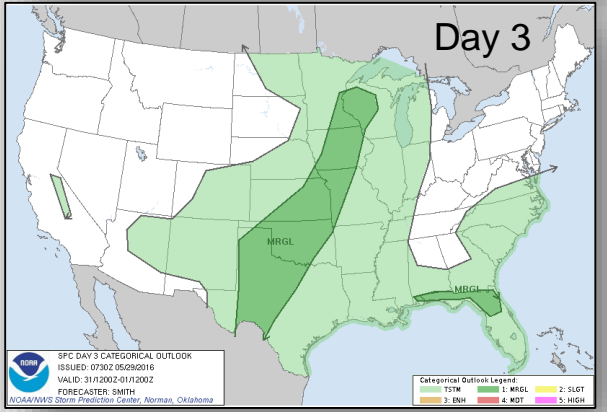 Day 3
MRGL
MRGL
NOAA
SPC DAY 3 CATEGORICAL OUTLOOK
ISSUED: 0730Z 05/29/2016
VALID: 31/1200Z-01/1200Z
FORECASTER: SMITH
NOAA/NWS Storm Prediction Center, Norman, Oklahoma
Categorical Outlook Legend:
TSTM 1: MRGL 2: SLGT
3: ENH 4: MDT 5: HIGH